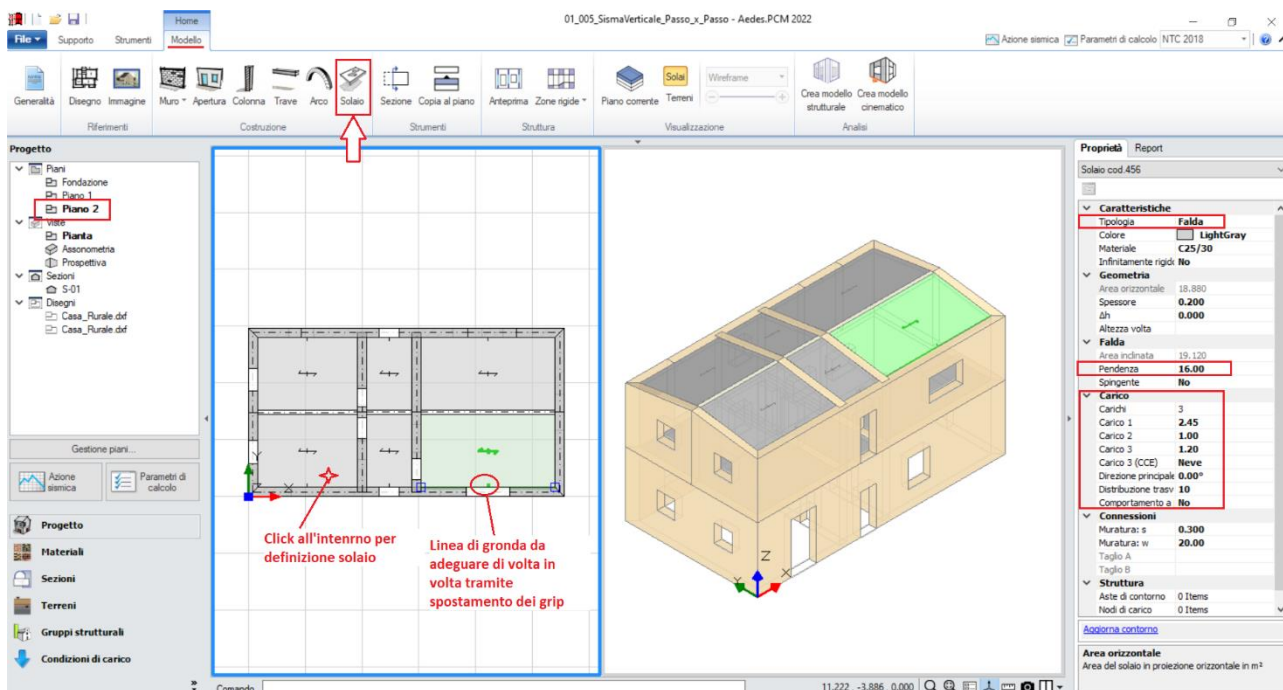 01_005_SismaVerticale_Passo_x_Passo - Aedes.PCM 2022
Home
File
Supporto
Strumenti
Modello
Azione sismica
Parametri di calcolo
NTC 2018
Generalità
Disegno
Immagine
Muro
Apertura
Colonna
Trave
Arco
Solaio
Sezione
Copia al piano
Anteprima
Zone rigide
Piano corrente
Solai
Terreni
Wireframe
Crea modello strutturale
Crea modello cinematico
Riferimenti
Costruzione
Strumenti
Struttura
Visualizzazione
Analisi
Progetto
Piani
Fondazione
Piano 1
Piano 2
Viste
Pianta
Assonometria
Prospettiva
Sezioni
S-01
Disegni
Casa_Rurale.dxf
Casa_Rurale.dxf
Gestione piani...
Azione sismica
Parametri di calcolo
Progetto
Materiali
Sezioni
Terreni
Gruppi strutturali
Condizioni di carico
Y
X
Click all'intenrno per
definizione solaio
Linea di gronda da
adeguare di volta in
volta tramite
spostamento dei grip
Z
Y
X
Comando
11.222 -3.886 0.000
Proprietà
Report
Solaio cod.456
Caratteristiche
Tipologia Falda
Colore LightGray
Materiale C25/30
Infinitamente rigid No
Geometria
Area orizzontale 18.880
Spessore 0.200
Δh 0.000
Altezza volta
Falda
Area inclinata 19.120
Pendenza 16.00
Spingente No
Carico
Carichi 3
Carico 1 2.45
Carico 2 1.00
Carico 3 1.20
Carico 3 (CCE) Neve
Direzione principale 0.00°
Distribuzione trasv 10
Comportamento a No
Connessioni
Muratura: s 0.300
Muratura: w 20.00
Taglio A
Taglio B
Struttura
Aste di contorno 0 Items
Nodi di carico 0 Items
Aggiorna contorno
Area orizzontale
Area del solaio in proiezione orizzontale in m²